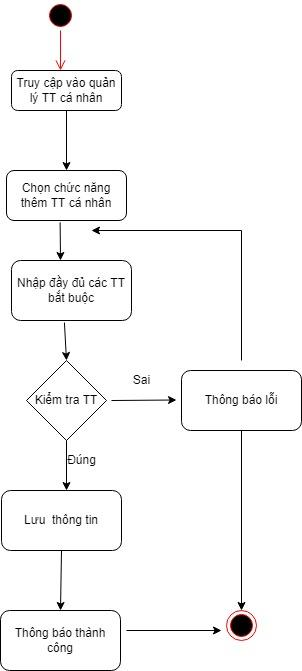 Truy cập vào quản
lý TT cá nhân
Chọn chức năng
thêm TT cá nhân
Nhập đầy đủ các TT
bắt buộc
Kiểm tra TT
Sai
Thông báo lỗi
Đúng
Lưu thông tin
Thông báo thành
công